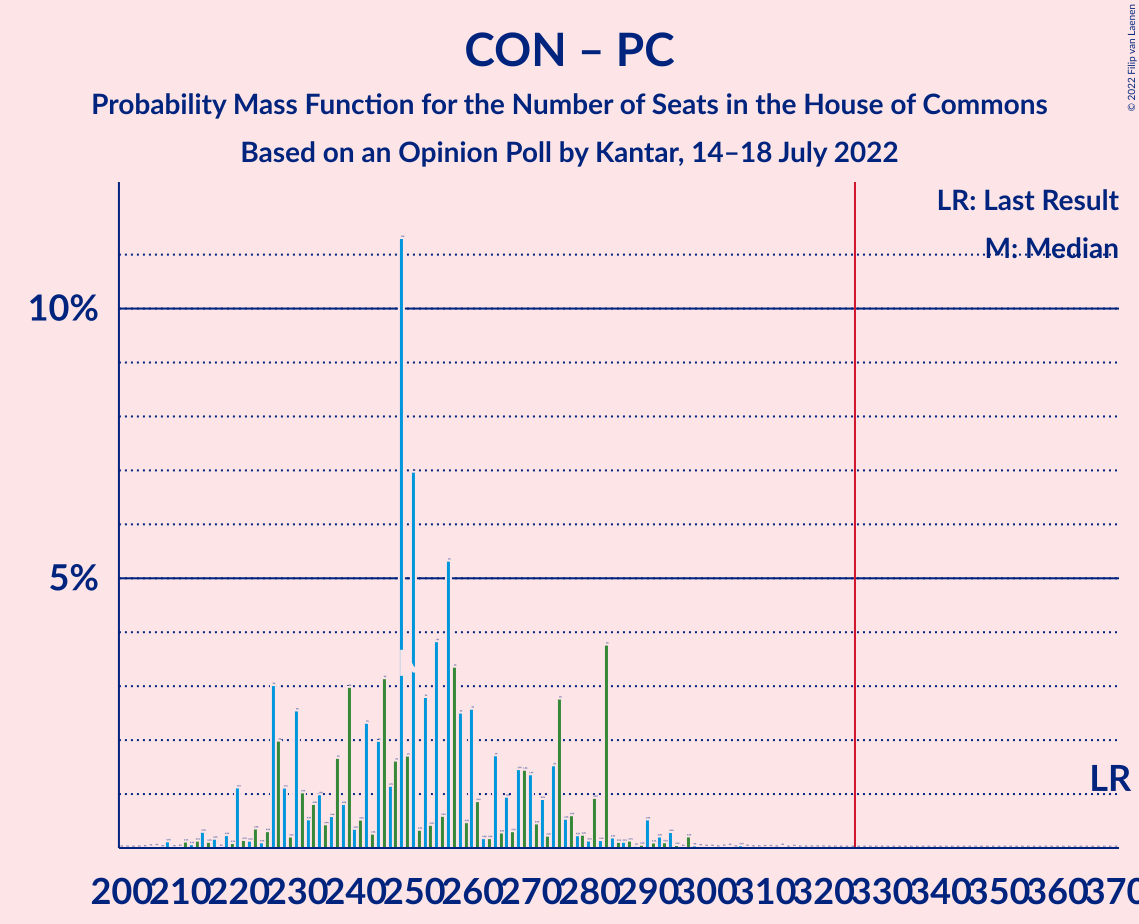 CON – PC
Probability Mass Function for the Number of Seats in the House of Commons
Based on an Opinion Poll by Kantar, 14–18 July 2022
© 2022 Filip van Laenen
LR: Last Result
M: Median
10%
5%
LR
200 210 220 230 240 250 260 270 280 290 300 310 320 330 340 350 360 370